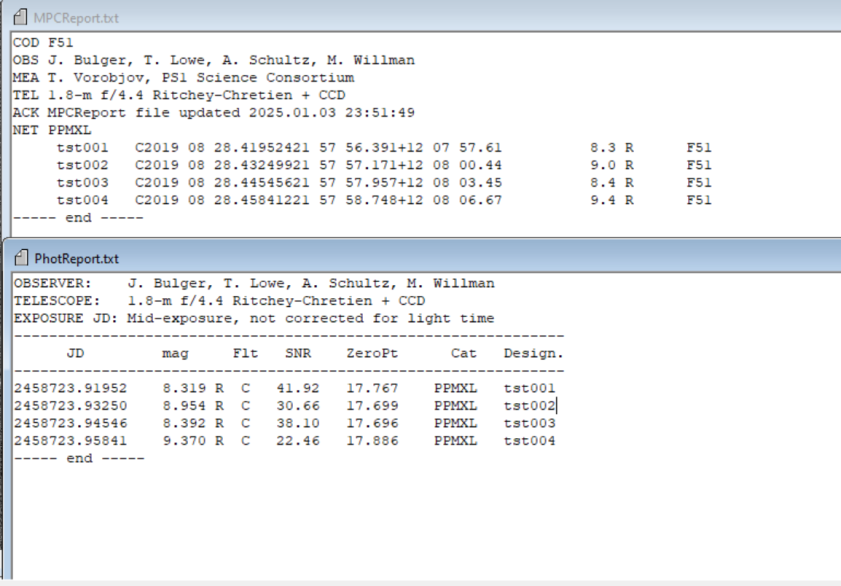 MPCReport.txt
COD F51
OBS J. Bulger, T. Lowe, A. Schultz, M. Willman
MEA T. Vorobjov, PS1 Science Consortium
TEL 1.8-m f/4.4 Ritchey-Chretien + CCD
ACK MPCReport file updated 2025.01.03 23:51:49
NET PPMXL
     tst001   C2019 08 28.41952421 57 56.391+12 07 57.61          8.3 R      F51
     tst002   C2019 08 28.43249921 57 57.171+12 08 00.44          9.0 R      F51
     tst003   C2019 08 28.44545621 57 57.957+12 08 03.45          8.4 R      F51
     tst004   C2019 08 28.45841221 57 58.748+12 08 06.67          9.4 R      F51
----- end -----
PhotReport.txt
OBSERVER:   J. Bulger, T. Lowe, A. Schultz, M. Willman
TELESCOPE:  1.8-m f/4.4 Ritchey-Chretien + CCD
EXPOSURE JD: Mid-exposure, not corrected for light time
----------------------------------------------------------------
      JD         mag     Flt   SNR    ZeroPt      Cat   Design.
----------------------------------------------------------------
2458723.91952    8.319 R  C   41.92   17.767    PPMXL   tst001
2458723.93250    8.954 R  C   30.66   17.699    PPMXL   tst002
2458723.94546    8.392 R  C   38.10   17.696    PPMXL   tst003
2458723.95841    9.370 R  C   22.46   17.886    PPMXL   tst004
----- end -----